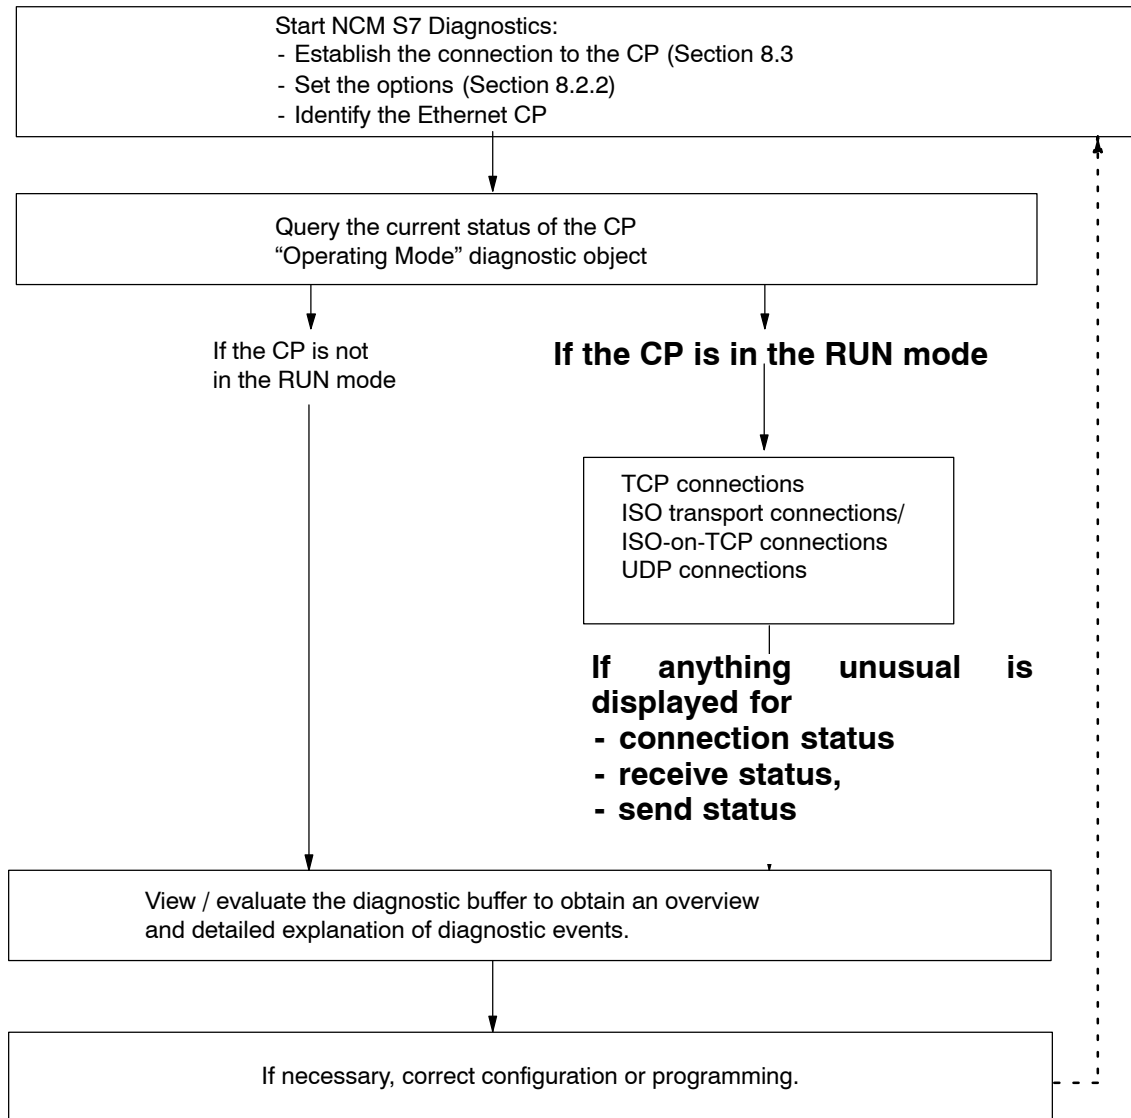 Start NCM S7 Diagnostics:
- Establish the connection to the CP (Section 8.3
- Set the options (Section 8.2.2)
- Identify the Ethernet CP
Query the current status of the CP
“Operating Mode” diagnostic object
If the CP is not
in the RUN mode
If the CP is in the RUN mode
TCP connections
ISO transport connections/
ISO-on-TCP connections
UDP connections
If anything unusual is
displayed for
- connection status
- receive status,
- send status
View / evaluate the diagnostic buffer to obtain an overview
and detailed explanation of diagnostic events.
If necessary, correct configuration or programming.